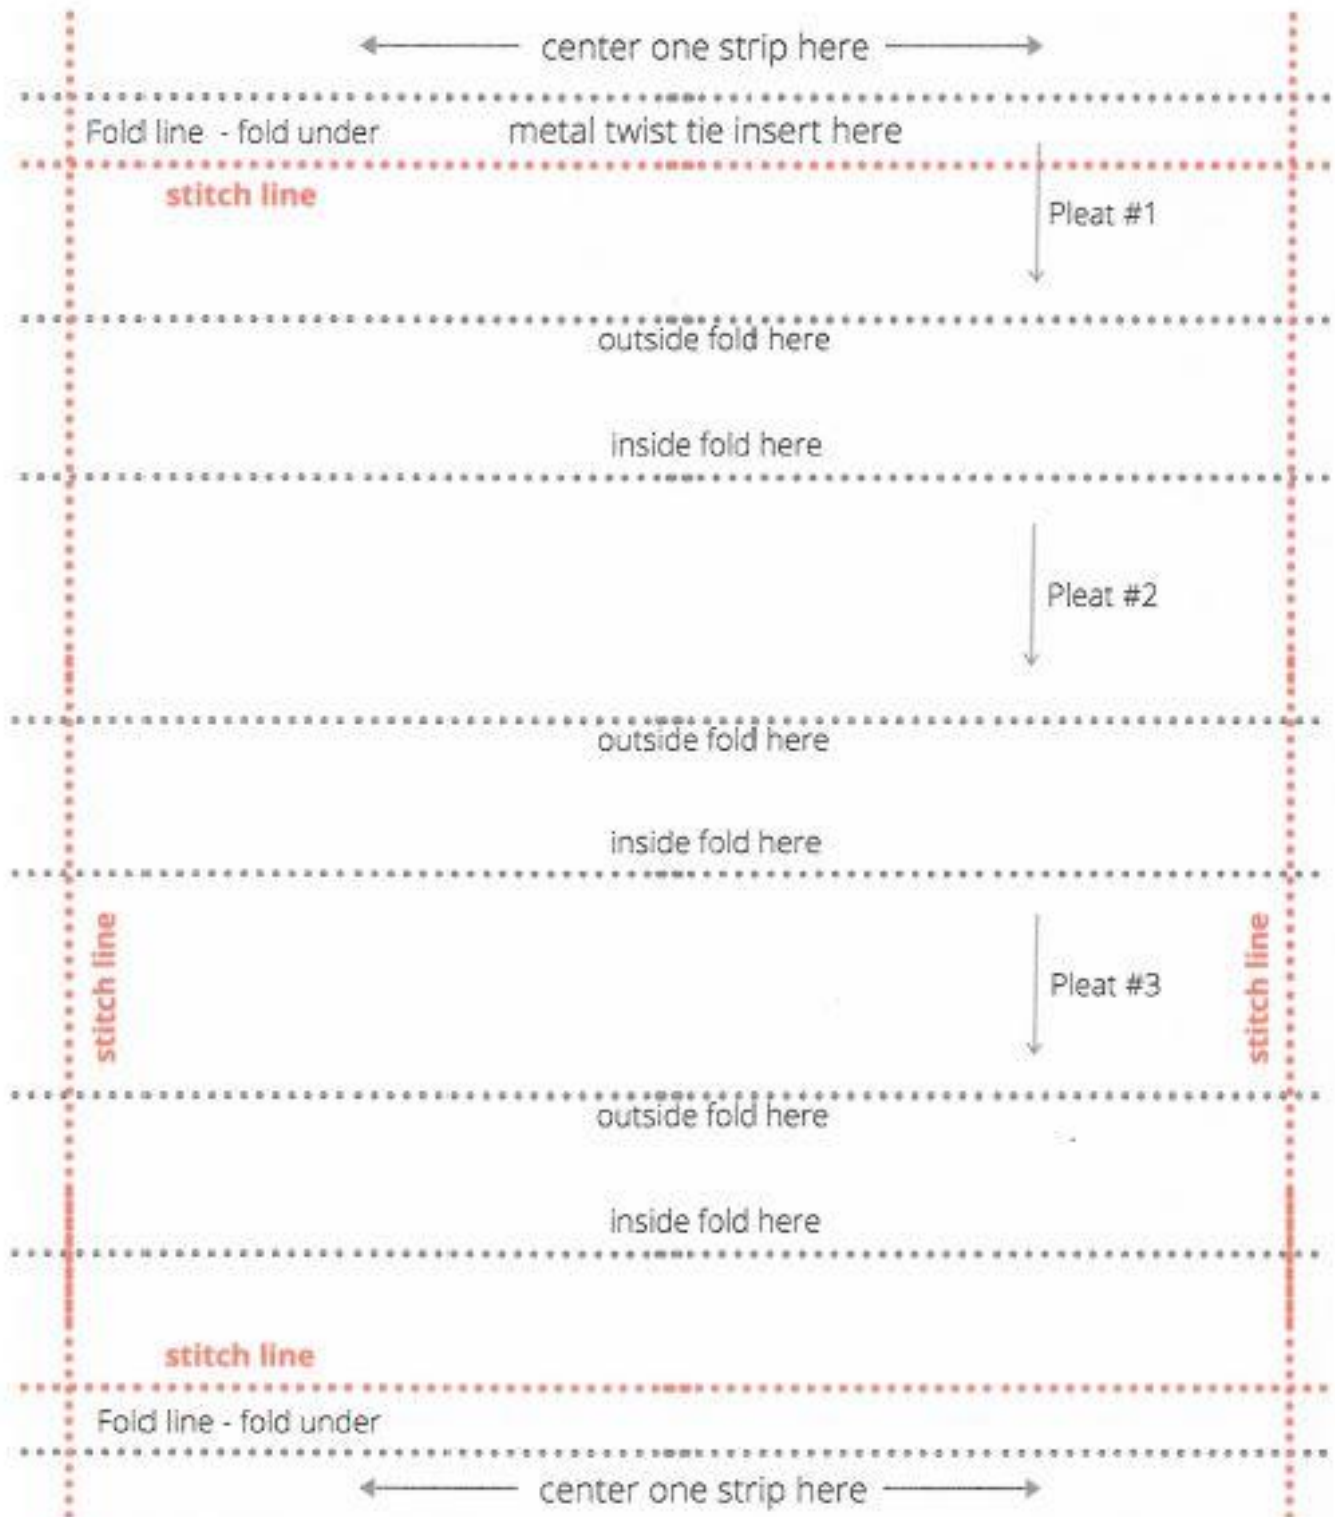 center one strip here
Fold line - fold under
metal twist tie insert here
stitch line
Pleat #1
outside fold here
inside fold here
Pleat #2
outside fold here
inside fold here
stitch line
stitch line
Pleat #3
outside fold here
inside fold here
stitch line
Fold line - fold under
center one strip here